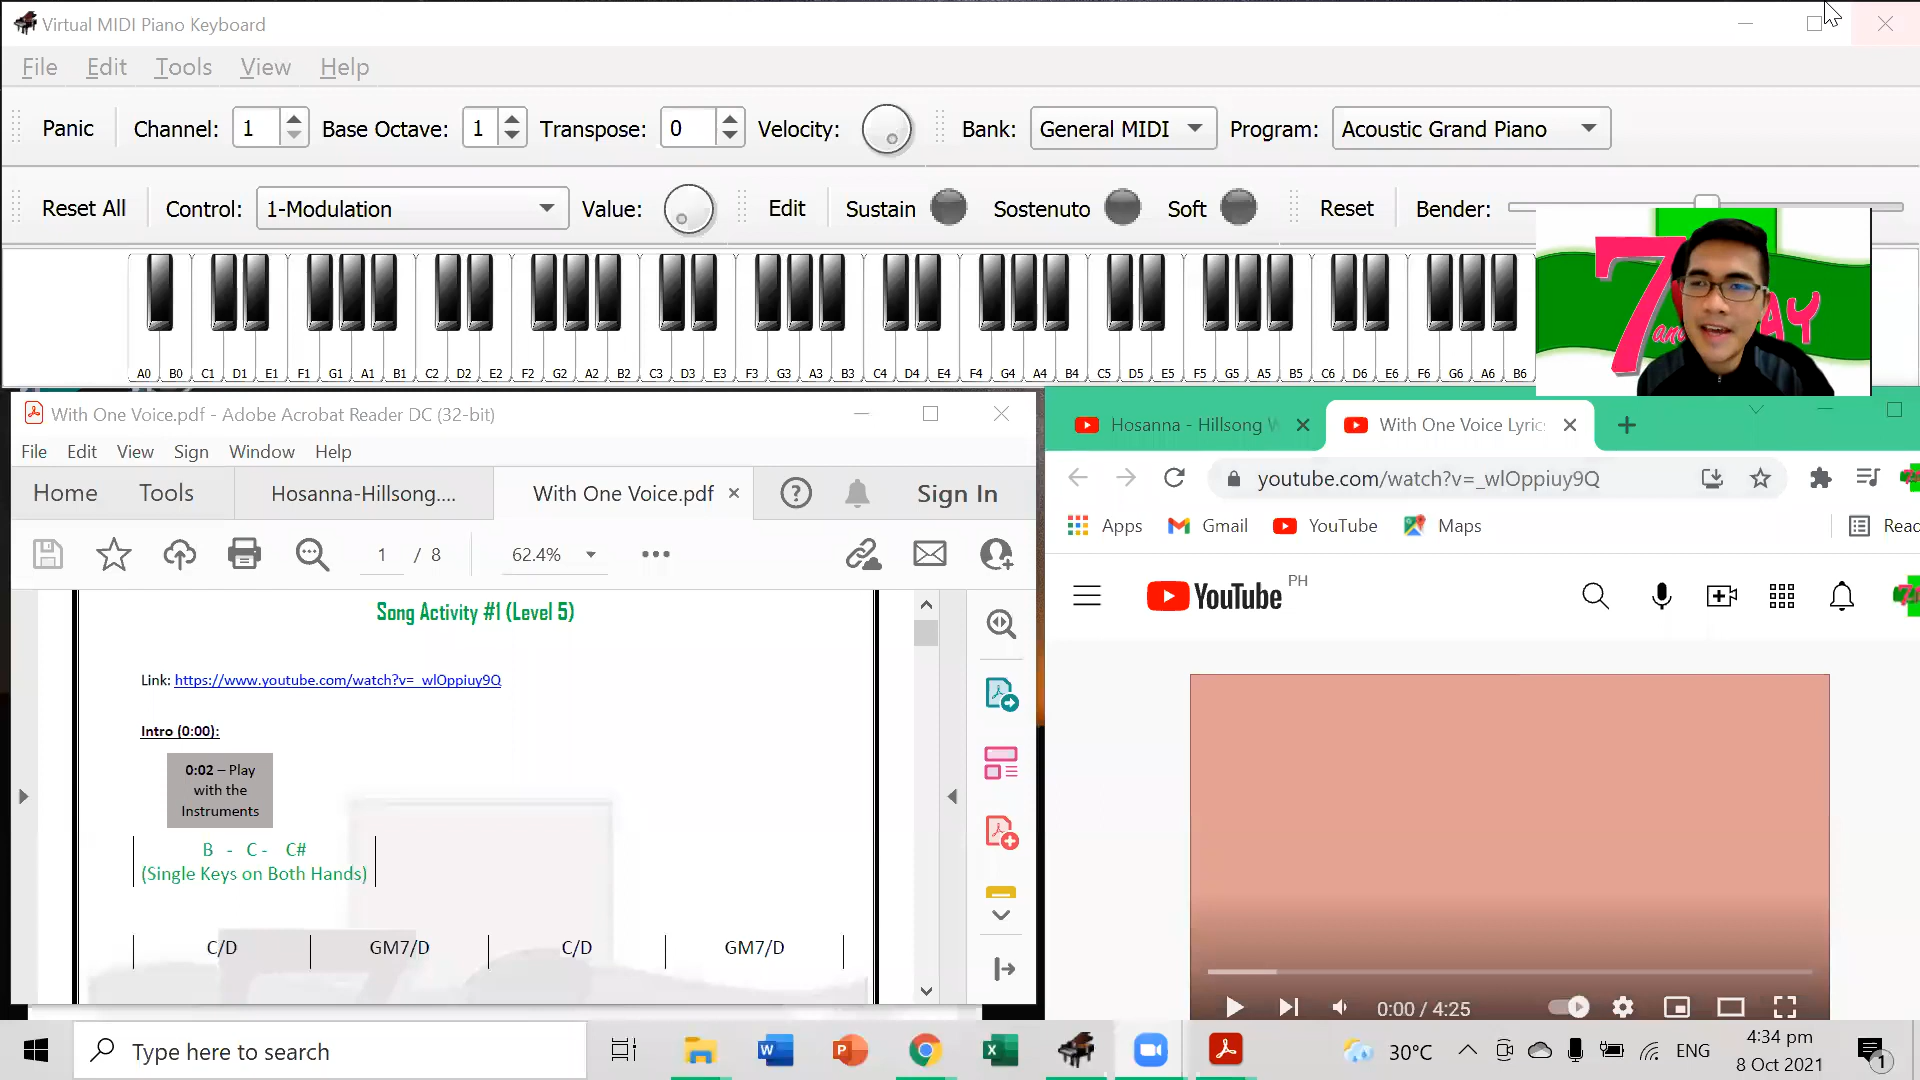 Virtual MIDI Piano Keyboard
File Edit Tools View Help
Panic Channel: 1 Base Octave: 1 Transpose: 0 Velocity: Bank: General MIDI Program: Acoustic Grand Piano
Reset All Control: 1-Modulation Value: Edit Sustain Sostenuto Soft Reset Bender:
A0 B0 C1 D1 E1 F1 G1 A1 B1 C2 D2 E2 F2 G2 A2 B2 C3 D3 E3 F3 G3 A3 B3 C4 D4 E4 F4 G4 A4 B4 C5 D5 E5 F5 G5 A5 B5 C6 D6 E6 F6 G6 A6 B6
7 and
With One Voice.pdf - Adobe Acrobat Reader DC (32-bit)
File Edit View Sign Window Help
Home Tools Hosanna-Hillsong.... With One Voice.pdf × ? Sign In
1 / 8 62.4%
Song Activity #1 (Level 5)
Link: https://www.youtube.com/watch?v=_wlOppiuy9Q
Intro (0:00):
0:02 – Play
with the
Instruments
B - C - C#
(Single Keys on Both Hands)
C/D GM7/D C/D GM7/D
Hosanna - Hillsong With One Voice Lyric
youtube.com/watch?v=_wlOppiuy9Q
Apps Gmail YouTube Maps
YouTube PH
0:00 / 4:25
Type here to search
30°C ENG 4:34 pm
8 Oct 2021
1